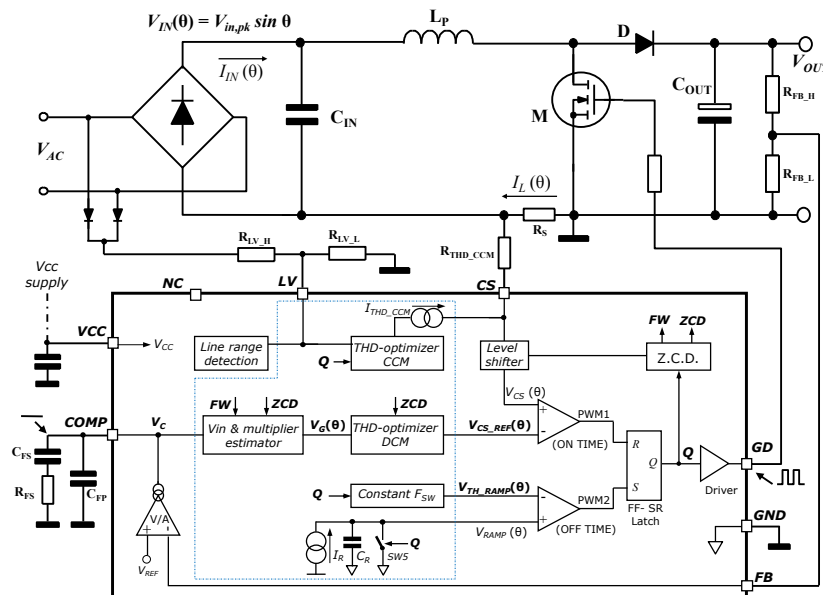 V_IN(θ) = V_in,pk sin θ
I_IN(θ)
L_P
D
V_OUT
C_IN
M
C_OUT
R_FB_H
V_AC
I_L(θ)
R_FB_L
R_S
R_LV_H
R_LV_L
R_THD_CCM
Vcc
supply
NC
LV
CS
I_THD_CCM
VCC
V_CC
Line range
detection
Q
THD-optimizer
CCM
Level
shifter
FW
ZCD
Z.C.D.
V_CS (θ)
COMP
V_C
FW
ZCD
ZCD
Vin & multiplier
estimator
V_G(θ)
THD-optimizer
DCM
V_CS_REF(θ)
+
-
PWM1
(ON TIME)
R
S
Q
FF- SR
Latch
Q
Driver
GD
C_FS
R_FS
C_FP
Q
Constant F_SW
V_TH_RAMP(θ)
-
+
PWM2
(OFF TIME)
V/A
+
-
V_REF
I_R
C_R
SW5
Q
V_RAMP (θ)
GND
FB